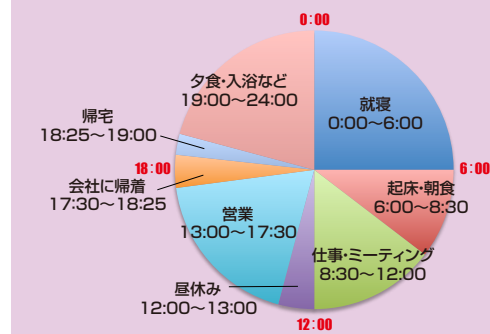 0:00
就寝
0:00～6:00
6:00
起床・朝食
6:00～8:30
仕事・ミーティング
8:30～12:00
12:00
昼休み
12:00～13:00
営業
13:00～17:30
会社に帰着
17:30～18:25
18:00
帰宅
18:25～19:00
夕食・入浴など
19:00～24:00